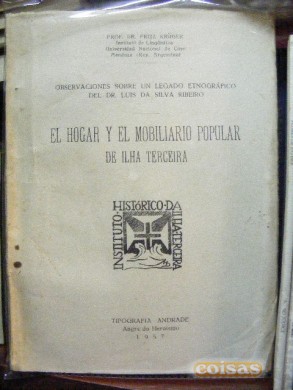 PROF. DR. FRITZ KRÜGER
Instituto de Lingüística
Universidad Nacional de Cuyo
Mendoza (Rep. Argentina)
OBSERVACIONES SOBRE UN LEGADO ETNOGRÁFICO
DEL DR. LUIS DA SILVA RIBEIRO
EL HOGAR Y EL MOBILIARIO POPULAR
DE ILHA TERCEIRA
INSTITUTO HISTÓRICO DA ILHA TERCEIRA
TIPOGRAFIA ANDRADE
Angra do Heroismo
1957
coisas